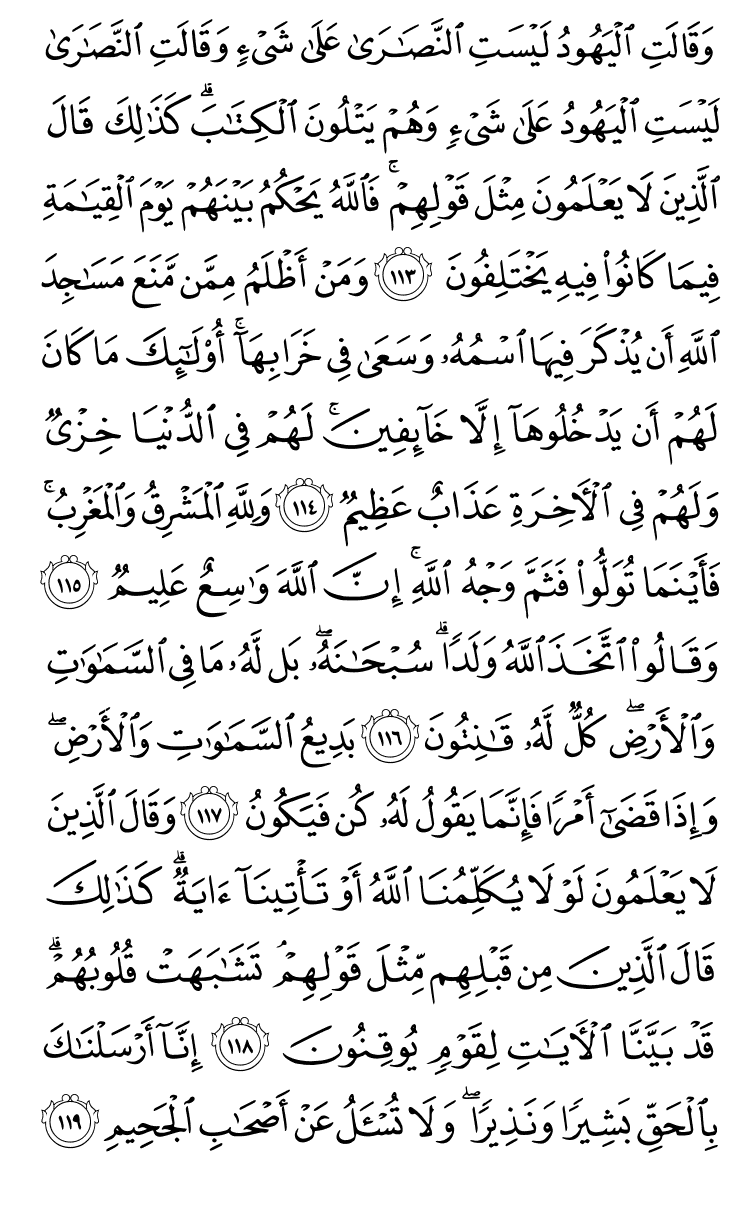 وَقَالَتِ ٱلْيَهُودُ لَيْسَتِ ٱلنَّصَـٰرَىٰ عَلَىٰ شَىْءٍ وَقَالَتِ ٱلنَّصَـٰرَىٰ
لَيْسَتِ ٱلْيَهُودُ عَلَىٰ شَىْءٍ وَهُمْ يَتْلُونَ ٱلْكِتَـٰبَ ۗ كَذَٰلِكَ قَالَ
ٱلَّذِينَ لَا يَعْلَمُونَ مِثْلَ قَوْلِهِمْ ۚ فَٱللَّهُ يَحْكُمُ بَيْنَهُمْ يَوْمَ ٱلْقِيَـٰمَةِ
فِيمَا كَانُوا۟ فِيهِ يَخْتَلِفُونَ ١١٣ وَمَنْ أَظْلَمُ مِمَّن مَّنَعَ مَسَـٰجِدَ
ٱللَّهِ أَن يُذْكَرَ فِيهَا ٱسْمُهُۥ وَسَعَىٰ فِى خَرَابِهَآ ۚ أُو۟لَـٰٓئِكَ مَا كَانَ
لَهُمْ أَن يَدْخُلُوهَآ إِلَّا خَآئِفِينَ ۚ لَهُمْ فِى ٱلدُّنْيَا خِزْىٌ
وَلَهُمْ فِى ٱلْـَٔاخِرَةِ عَذَابٌ عَظِيمٌ ١١٤ وَلِلَّهِ ٱلْمَشْرِقُ وَٱلْمَغْرِبُ ۚ
فَأَيْنَمَا تُوَلُّوا۟ فَثَمَّ وَجْهُ ٱللَّهِ ۚ إِنَّ ٱللَّهَ وَٰسِعٌ عَلِيمٌ ١١٥
وَقَالُوا۟ ٱتَّخَذَ ٱللَّهُ وَلَدًا ۗ سُبْحَـٰنَهُۥ ۖ بَل لَّهُۥ مَا فِى ٱلسَّمَـٰوَٰتِ
وَٱلْأَرْضِ ۖ كُلٌّ لَّهُۥ قَـٰنِتُونَ ١١٦ بَدِيعُ ٱلسَّمَـٰوَٰتِ وَٱلْأَرْضِ ۖ
وَإِذَا قَضَىٰٓ أَمْرًا فَإِنَّمَا يَقُولُ لَهُۥ كُن فَيَكُونُ ١١٧ وَقَالَ ٱلَّذِينَ
لَا يَعْلَمُونَ لَوْلَا يُكَلِّمُنَا ٱللَّهُ أَوْ تَأْتِينَآ ءَايَةٌ ۗ كَذَٰلِكَ
قَالَ ٱلَّذِينَ مِن قَبْلِهِم مِّثْلَ قَوْلِهِمْ ۘ تَشَـٰبَهَتْ قُلُوبُهُمْ ۗ
قَدْ بَيَّنَّا ٱلْـَٔايَـٰتِ لِقَوْمٍ يُوقِنُونَ ١١٨ إِنَّآ أَرْسَلْنَـٰكَ
بِٱلْحَقِّ بَشِيرًا وَنَذِيرًا ۖ وَلَا تُسْـَٔلُ عَنْ أَصْحَـٰبِ ٱلْجَحِيمِ ١١٩